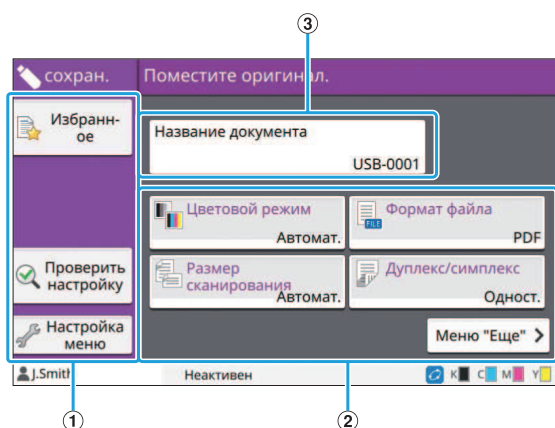 3
сохран.
Поместите оригинал.
Избранн-
ое
Название документа
USB-0001
Цветовой режим
Автомат.
Формат файла
FILE
PDF
Проверить
настройку
Размер
сканирования
Автомат.
Дуплекс/симплекс
Одност.
Настройка
меню
Меню "Еще" >
J.Smith
Неактивен
K C M Y
1
2